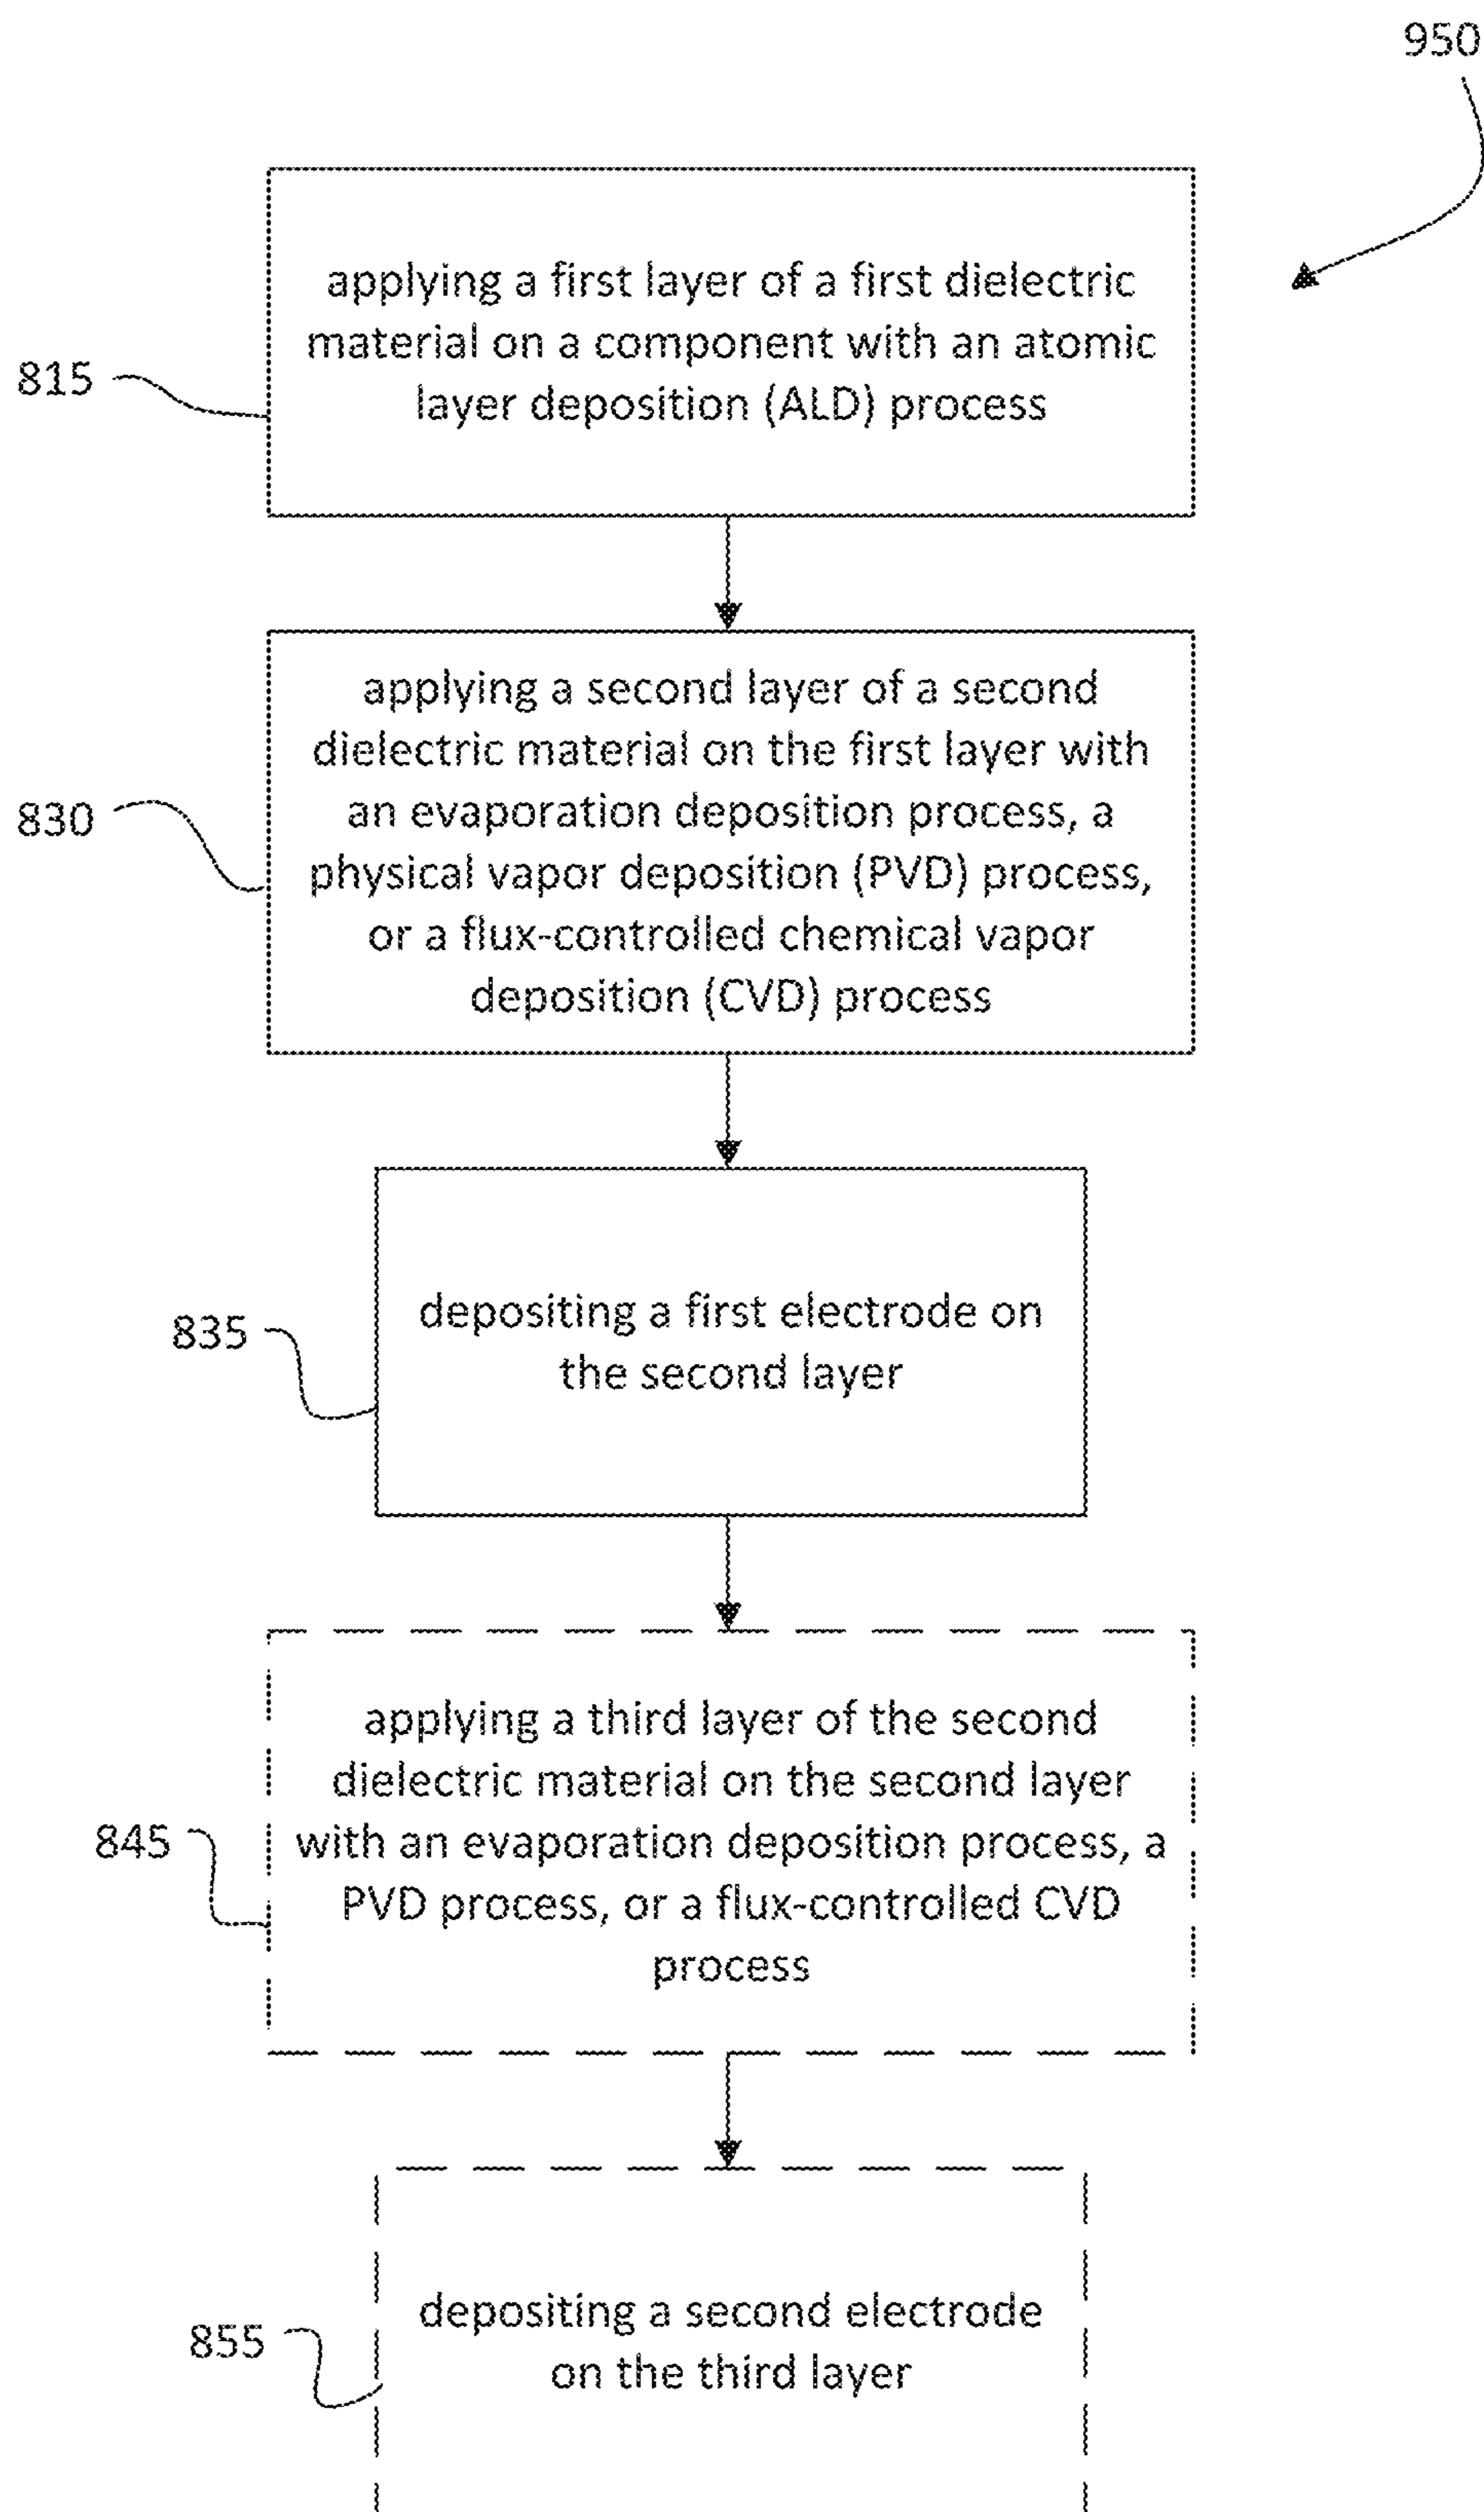 950
applying a first layer of a first dielectric
material on a component with an atomic
layer deposition (ALD) process
815
applying a second layer of a second
dielectric material on the first layer with
an evaporation deposition process, a
physical vapor deposition (PVD) process,
or a flux-controlled chemical vapor
deposition (CVD) process
830
depositing a first electrode on
the second layer
835
applying a third layer of the second
dielectric material on the second layer
with an evaporation deposition process, a
PVD process, or a flux-controlled CVD
process
845
depositing a second electrode
on the third layer
855